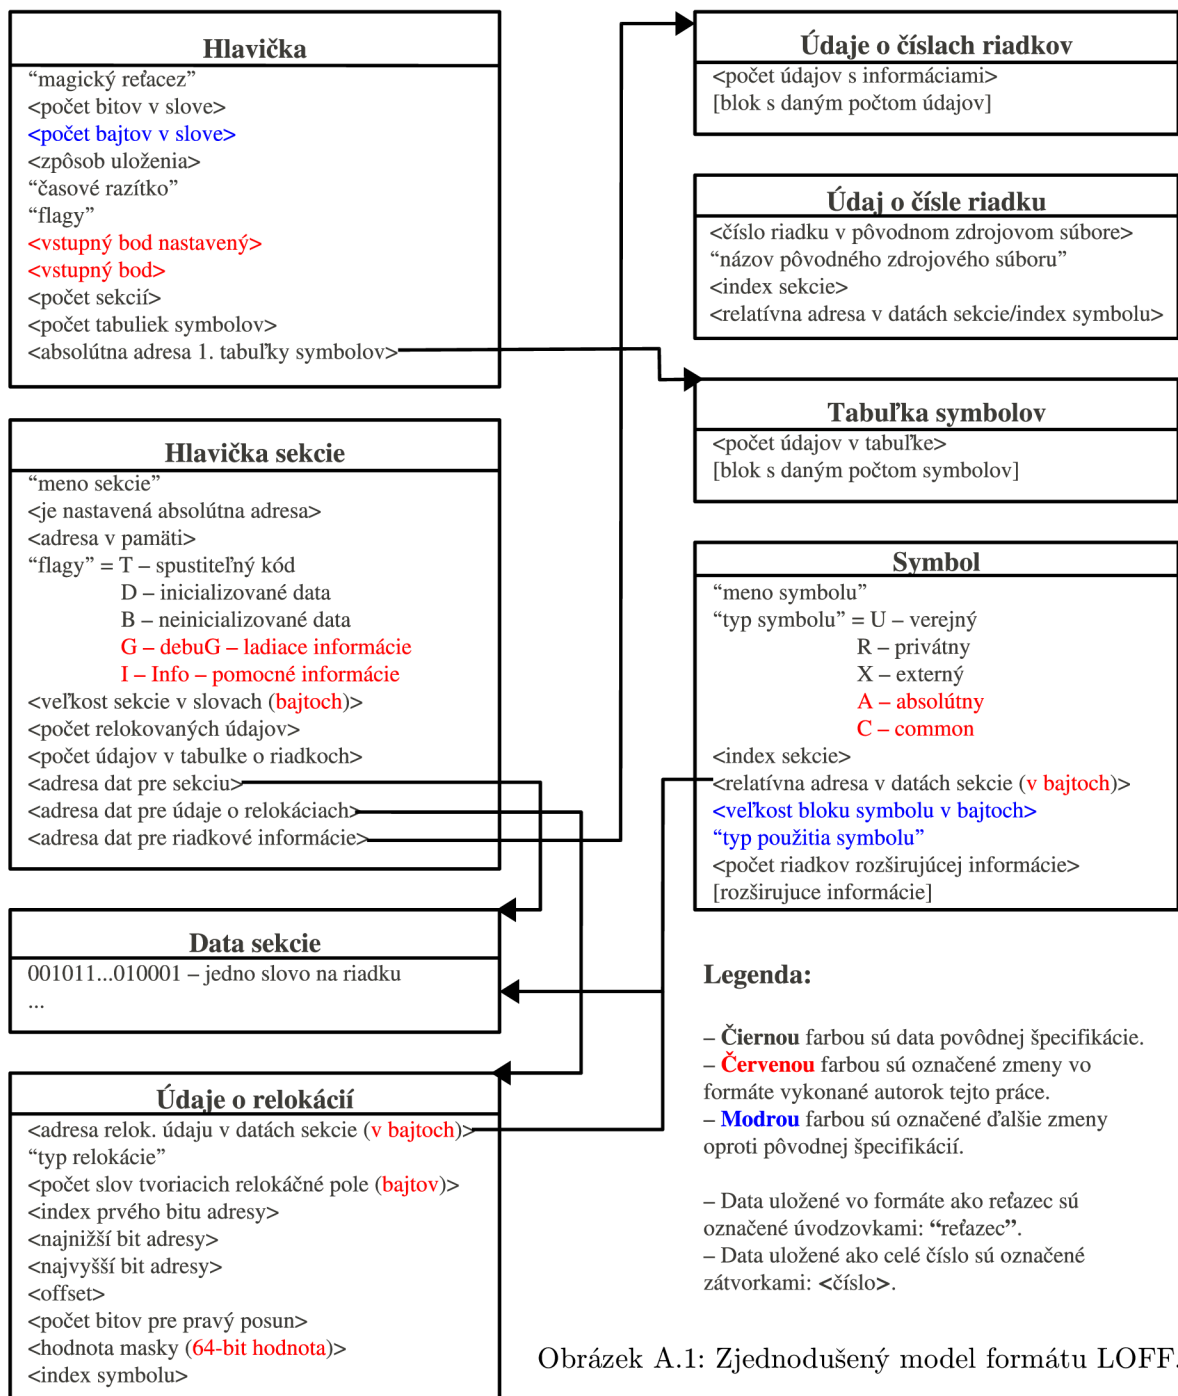 Hlavička
“magický reťacez”
<počet bitov v slove>
<počet bajtov v slove>
<zpôsob uloženia>
“časové razítko”
“flagy”
<vstupný bod nastavený>
<vstupný bod>
<počet sekcií>
<počet tabuliek symbolov>
<absolútna adresa 1. tabuľky symbolov>
Hlavička sekcie
“meno sekcie”
<je nastavená absolútna adresa>
<adresa v pamäti>
“flagy” = T – spustiteľný kód
D – inicializované data
B – neinicializované data
G – debuG – ladiace informácie
I – Info – pomocné informácie
<veľkost sekcie v slovach (bajtoch)>
<počet relokovaných údajov>
<počet údajov v tabulke o riadkoch>
<adresa dat pre sekciu>
<adresa dat pre údaje o relokáciach>
<adresa dat pre riadkové informácie>
Data sekcie
001011...010001 – jedno slovo na riadku
...
Údaje o relokácií
<adresa relok. údaju v datách sekcie (v bajtoch)>
“typ relokácie”
<počet slov tvoriacich relokáčné pole (bajtov)>
<index prvého bitu adresy>
<najnižší bit adresy>
<najvyšší bit adresy>
<offset>
<počet bitov pre pravý posun>
<hodnota masky (64-bit hodnota)>
<index symbolu>
Údaje o číslach riadkov
<počet údajov s informáciami>
[blok s daným počtom údajov]
Údaj o čísle riadku
<číslo riadku v pôvodnom zdrojovom súbore>
“názov pôvodného zdrojového súboru”
<index sekcie>
<relatívna adresa v datách sekcie/index symbolu>
Tabuľka symbolov
<počet údajov v tabuľke>
[blok s daným počtom symbolov]
Symbol
“meno symbolu”
“typ symbolu” = U – verejný
R – privátny
X – externý
A – absolútny
C – common
<index sekcie>
<relatívna adresa v datách sekcie (v bajtoch)>
<veľkost bloku symbolu v bajtoch>
“typ použitia symbolu”
<počet riadkov rozširujúcej informácie>
[rozširujuce informácie]
Legenda:
– Čiernou farbou sú data povôdnej špecifikácie.
– Červenou farbou sú označené zmeny vo
formáte vykonané autorok tejto práce.
– Modrou farbou sú označené ďalšie zmeny
oproti pôvodnej špecifikácií.
– Data uložené vo formáte ako reťazec sú
označené úvodzovkami: “reťazec”.
– Data uložené ako celé číslo sú označené
zátvorkami: <číslo>.
Obrázek A.1: Zjednodušený model formátu LOFF.